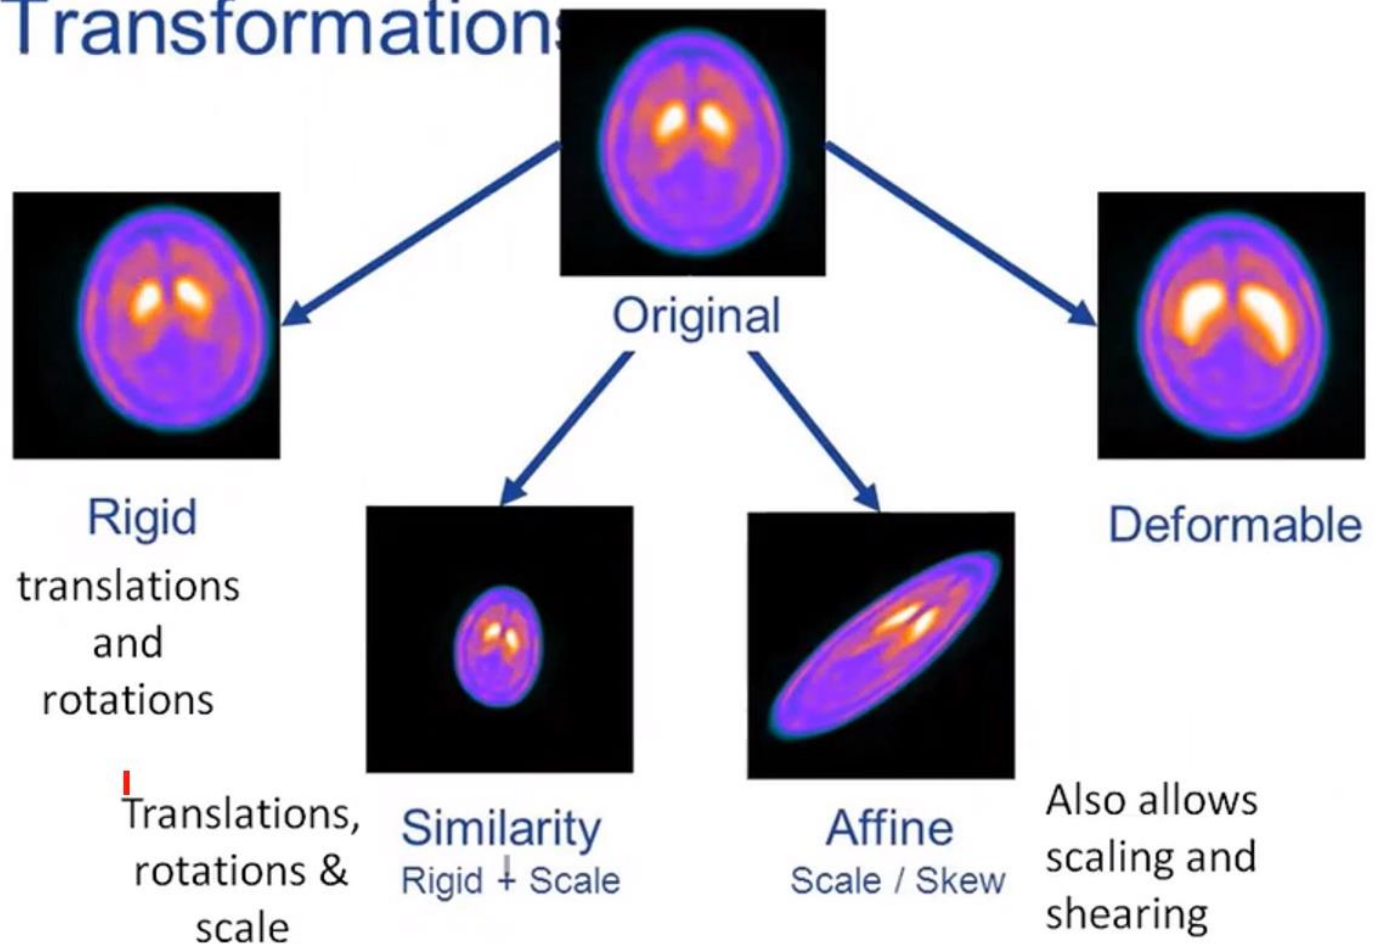 Transformations
Original
Rigid
translations
and
rotations
Deformable
Translations,
rotations &
scale
Similarity
Rigid + Scale
Affine
Scale / Skew
Also allows
scaling and
shearing